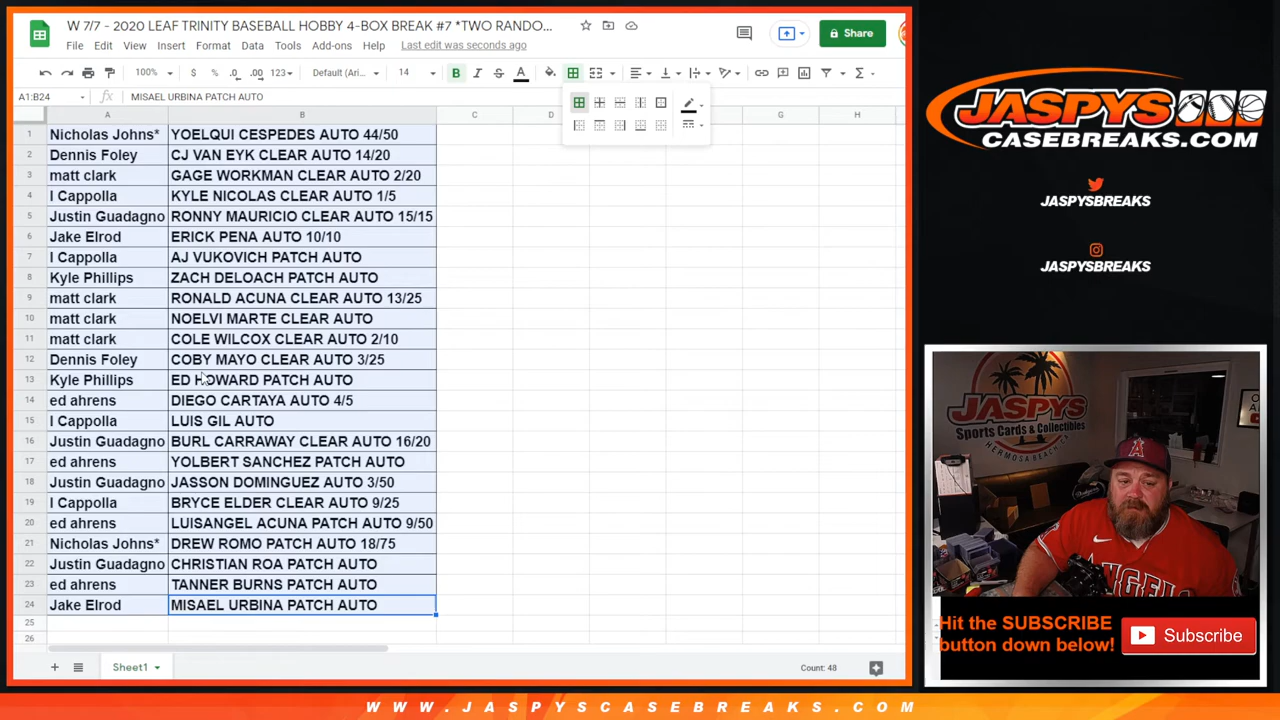 W 7/7 - 2020 LEAF TRINITY BASEBALL HOBBY 4-BOX BREAK #7 *TWO RANDO...
File Edit View Insert Format Data Tools Add-ons Help Last edit was seconds ago
Share
100% $ % .0 .00 123 Default (Ari... 14 B I S A
A1:B24 fx MISAEL URBINA PATCH AUTO
A B C D G H
1 Nicholas Johns* YOELQUI CESPEDES AUTO 44/50
2 Dennis Foley CJ VAN EYK CLEAR AUTO 14/20
3 matt clark GAGE WORKMAN CLEAR AUTO 2/20
4 I Cappolla KYLE NICOLAS CLEAR AUTO 1/5
5 Justin Guadagno RONNY MAURICIO CLEAR AUTO 15/15
6 Jake Elrod ERICK PENA AUTO 10/10
7 I Cappolla AJ VUKOVICH PATCH AUTO
8 Kyle Phillips ZACH DELOACH PATCH AUTO
9 matt clark RONALD ACUNA CLEAR AUTO 13/25
10 matt clark NOELVI MARTE CLEAR AUTO
11 matt clark COLE WILCOX CLEAR AUTO 2/10
12 Dennis Foley COBY MAYO CLEAR AUTO 3/25
13 Kyle Phillips ED HOWARD PATCH AUTO
14 ed ahrens DIEGO CARTAYA AUTO 4/5
15 I Cappolla LUIS GIL AUTO
16 Justin Guadagno BURL CARRAWAY CLEAR AUTO 16/20
17 ed ahrens YOLBERT SANCHEZ PATCH AUTO
18 Justin Guadagno JASSON DOMINGUEZ AUTO 3/50
19 I Cappolla BRYCE ELDER CLEAR AUTO 9/25
20 ed ahrens LUISANGEL ACUNA PATCH AUTO 9/50
21 Nicholas Johns* DREW ROMO PATCH AUTO 18/75
22 Justin Guadagno CHRISTIAN ROA PATCH AUTO
23 ed ahrens TANNER BURNS PATCH AUTO
24 Jake Elrod MISAEL URBINA PATCH AUTO
25
26
Sheet1
Count: 48
JASPYS
CASEBREAKS.COM
JASPYSBREAKS
JASPYSBREAKS
JASPYS
Sports Cards & Collectibles
HERMOSA BEACH, CA
A
ANGELS
Hit the SUBSCRIBE
button down below!
Subscribe
WWW.JASPYSCASEBREAKS.COM